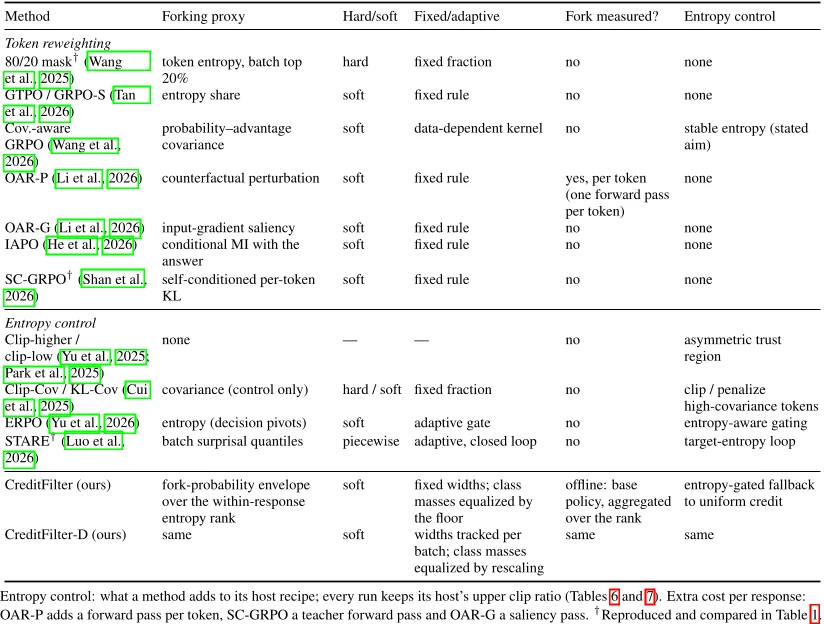 Method Forking proxy Hard/soft Fixed/adaptive Fork measured? Entropy control
Token reweighting
80/20 mask† (Wang et al., 2025) token entropy, batch top 20% hard fixed fraction no none
GTPO / GRPO-S (Tan et al., 2026) entropy share soft fixed rule no none
Cov.-aware GRPO (Wang et al., 2026) probability–advantage covariance soft data-dependent kernel no stable entropy (stated aim)
OAR-P (Li et al., 2026) counterfactual perturbation soft fixed rule yes, per token (one forward pass per token) none
OAR-G (Li et al., 2026) input-gradient saliency soft fixed rule no none
IAPO (He et al., 2026) conditional MI with the answer soft fixed rule no none
SC-GRPO† (Shan et al., 2026) self-conditioned per-token KL soft fixed rule no none
Entropy control
Clip-higher / clip-low (Yu et al., 2025; Park et al., 2025) none — — no asymmetric trust region
Clip-Cov / KL-Cov (Cui et al., 2025) covariance (control only) hard / soft fixed fraction no clip / penalize high-covariance tokens
ERPO (Yu et al., 2026) entropy (decision pivots) soft adaptive gate no entropy-aware gating
STARE† (Luo et al., 2026) batch surprisal quantiles piecewise adaptive, closed loop no target-entropy loop
CreditFilter (ours) fork-probability envelope over the within-response entropy rank soft fixed widths; class masses equalized by the floor offline: base policy, aggregated over the rank entropy-gated fallback to uniform credit
CreditFilter-D (ours) same soft widths tracked per batch; class masses equalized by rescaling same same
Entropy control: what a method adds to its host recipe; every run keeps its host's upper clip ratio (Tables 6 and 7). Extra cost per response:
OAR-P adds a forward pass per token, SC-GRPO a teacher forward pass and OAR-G a saliency pass. †Reproduced and compared in Table 1.